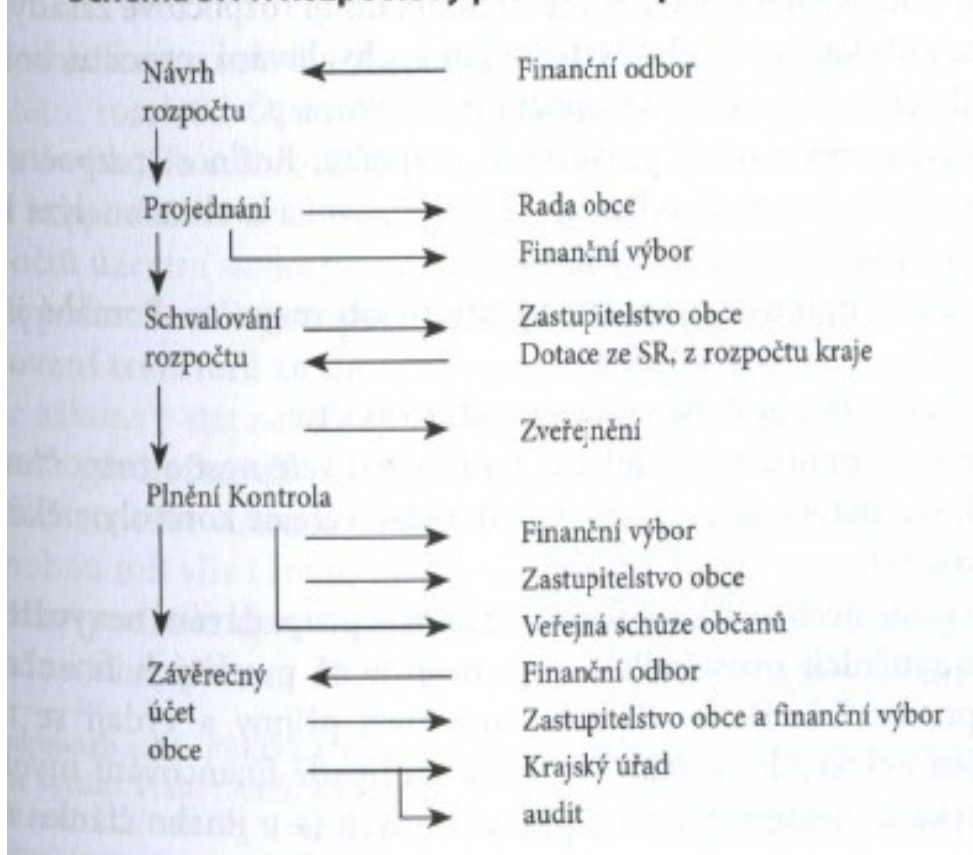 Návrh Finanční odbor
rozpočtu
Projednání Rada obce
Finanční výbor
Schvalování Zastupitelstvo obce
rozpočtu Dotace ze SR, z rozpočtu kraje
Zveřejnění
Plnění Kontrola
Finanční výbor
Zastupitelstvo obce
Veřejná schůze občanů
Závěrečný Finanční odbor
účet Zastupitelstvo obce a finanční výbor
obce Krajský úřad
audit